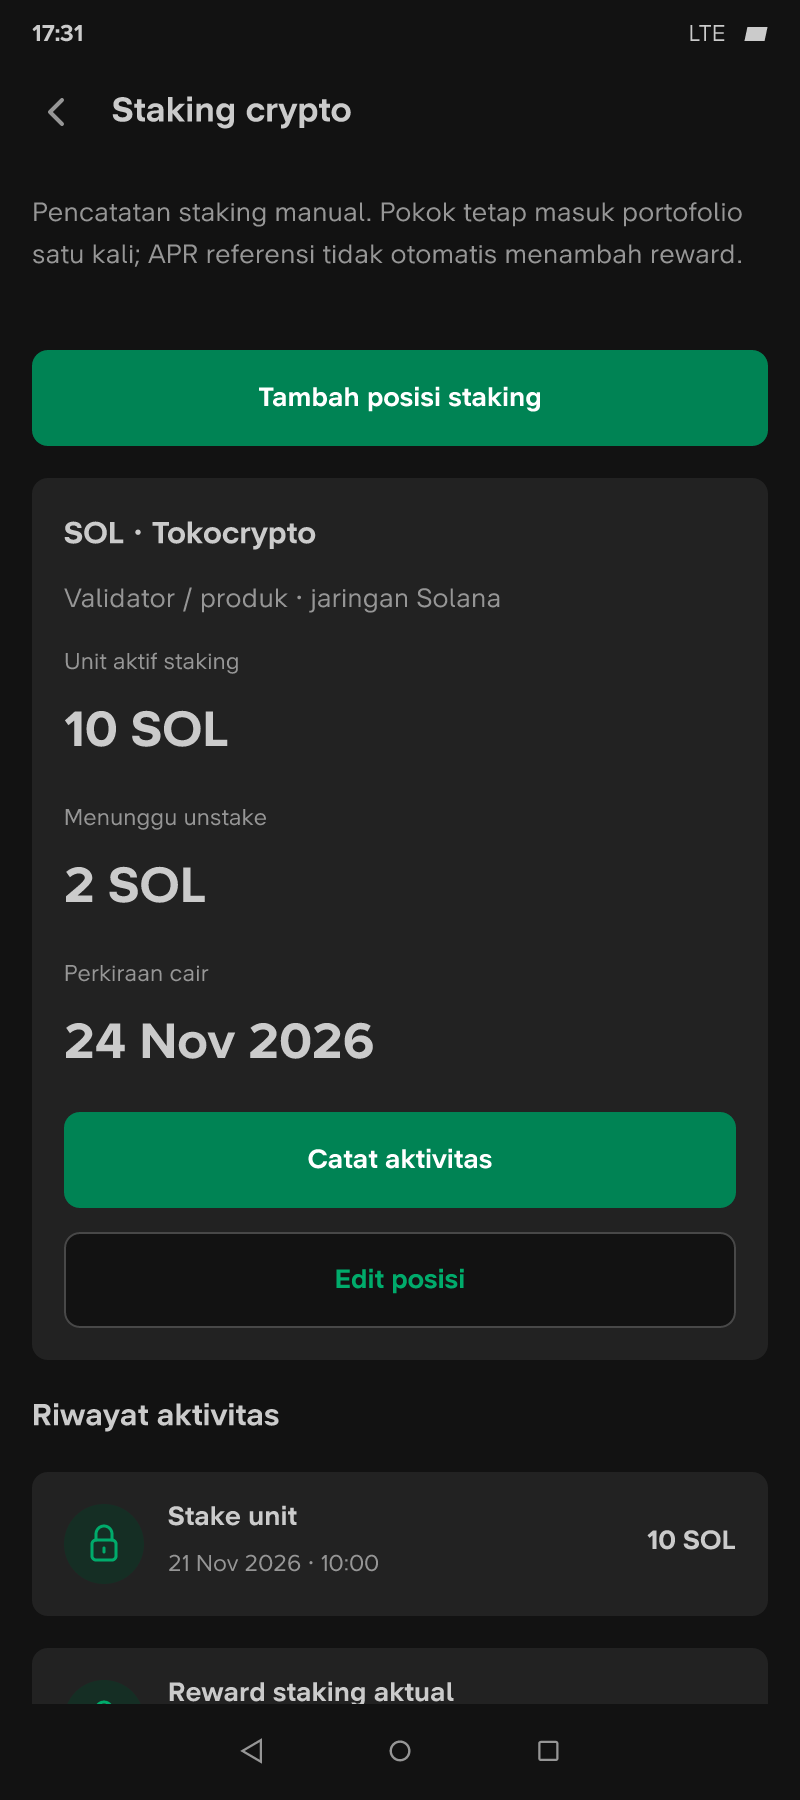 17:31
LTE
Staking crypto
Pencatatan staking manual. Pokok tetap masuk portofolio
satu kali; APR referensi tidak otomatis menambah reward.
Tambah posisi staking
SOL · Tokocrypto
Validator / produk · jaringan Solana
Unit aktif staking
10 SOL
Menunggu unstake
2 SOL
Perkiraan cair
24 Nov 2026
Catat aktivitas
Edit posisi
Riwayat aktivitas
Stake unit
21 Nov 2026 · 10:00
10 SOL
Reward staking aktual